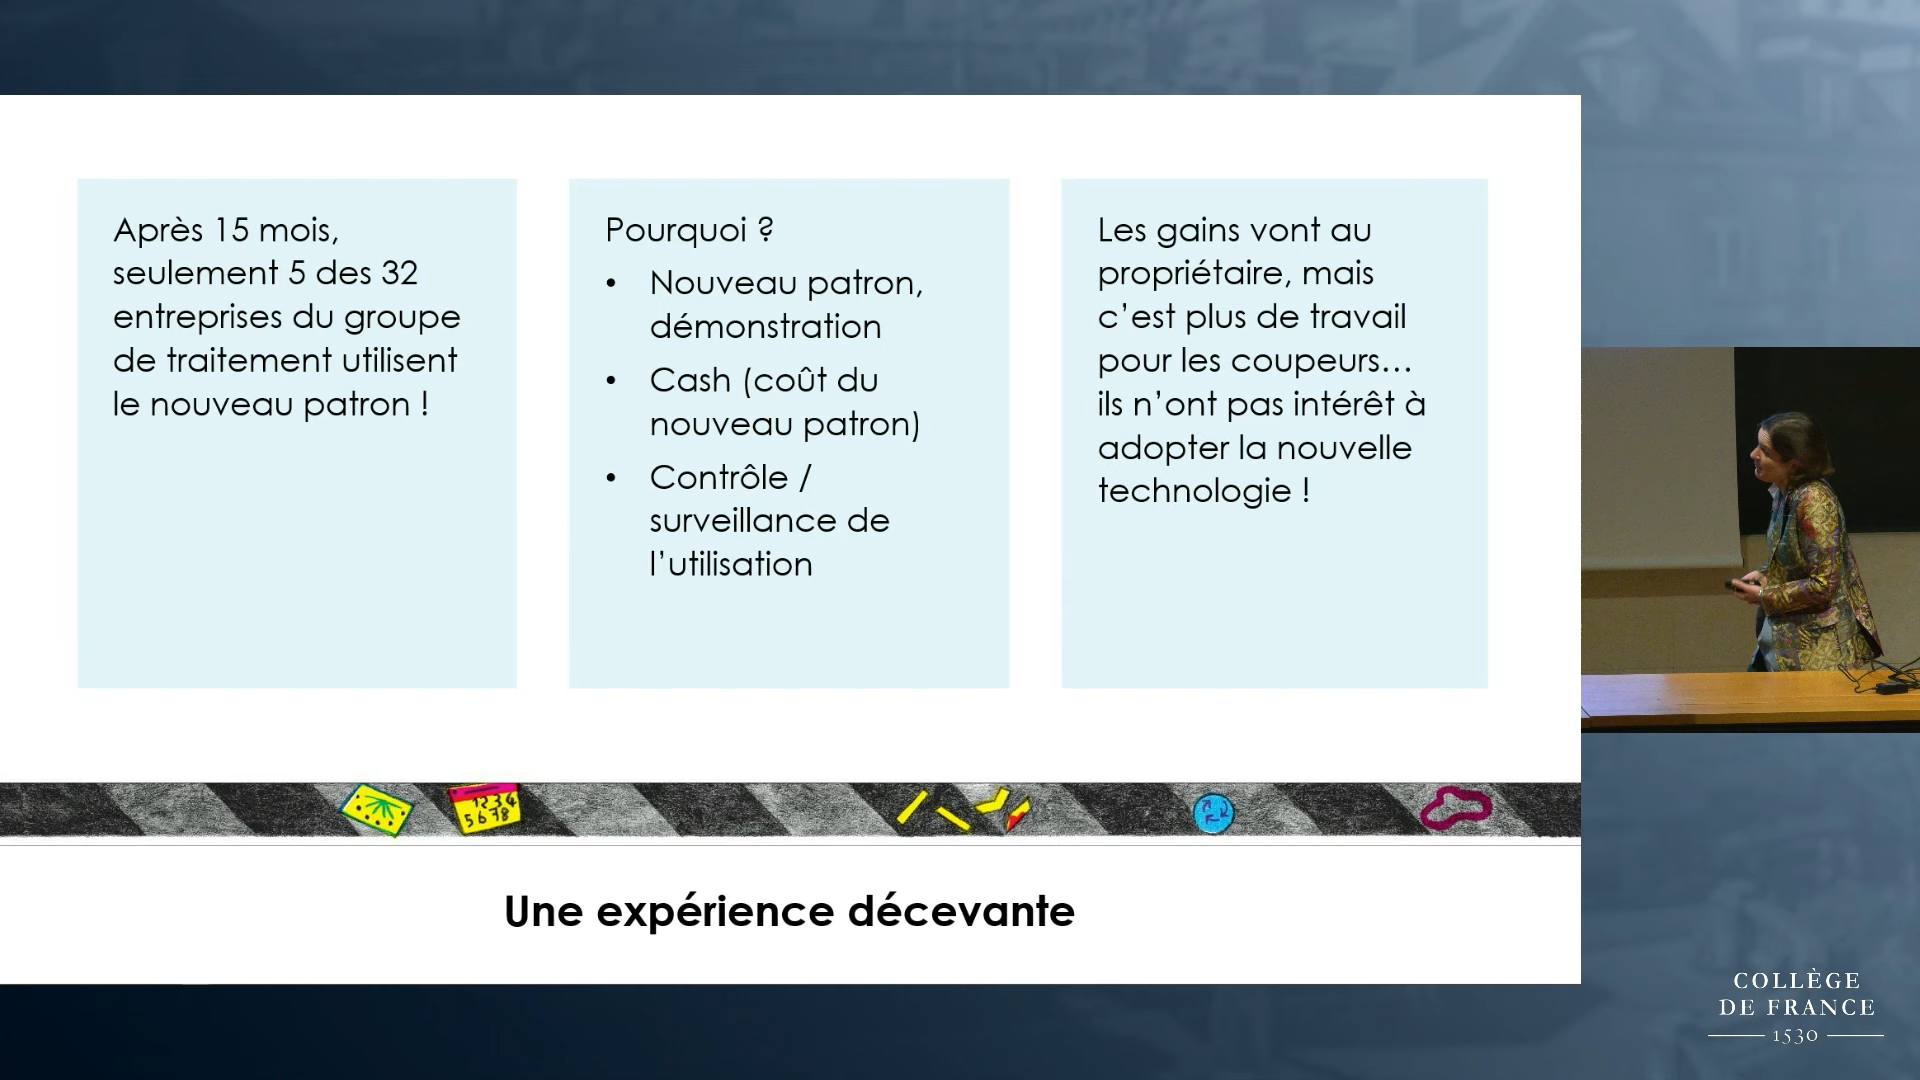 Après 15 mois,
seulement 5 des 32
entreprises du groupe
de traitement utilisent
le nouveau patron !
Pourquoi ?
• Nouveau patron,
démonstration
• Cash (coût du
nouveau patron)
• Contrôle /
surveillance de
l’utilisation
Les gains vont au
propriétaire, mais
c’est plus de travail
pour les coupeurs…
ils n’ont pas intérêt à
adopter la nouvelle
technologie !
1234
5678
Une expérience décevante
COLLÈGE
DE FRANCE
1530